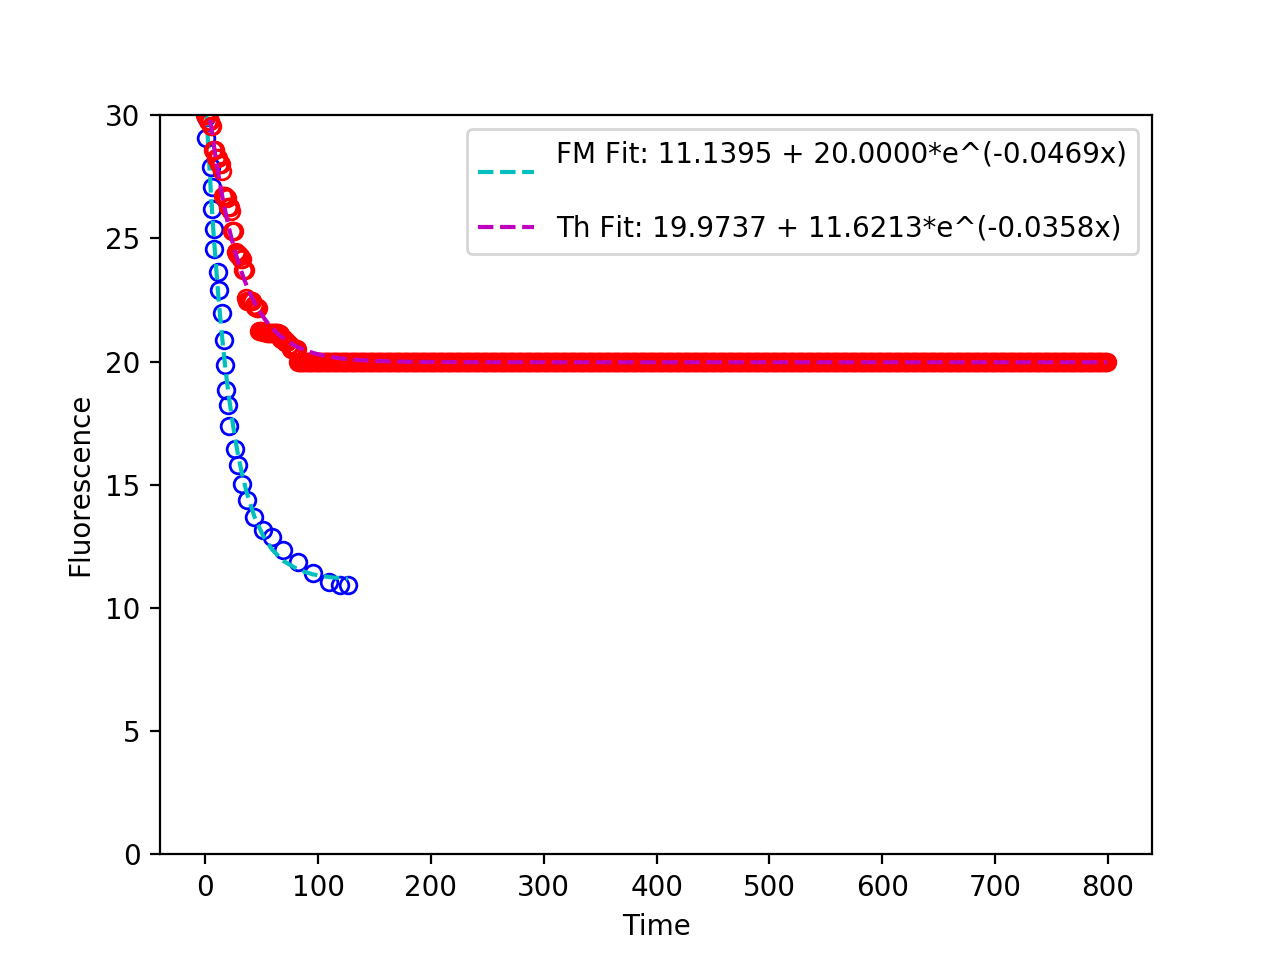 30
25
20
15
10
5
0
Fluorescence
FM Fit: 11.1395 + 20.0000*e^(-0.0469x)
Th Fit: 19.9737 + 11.6213*e^(-0.0358x)
0 100 200 300 400 500 600 700 800
Time